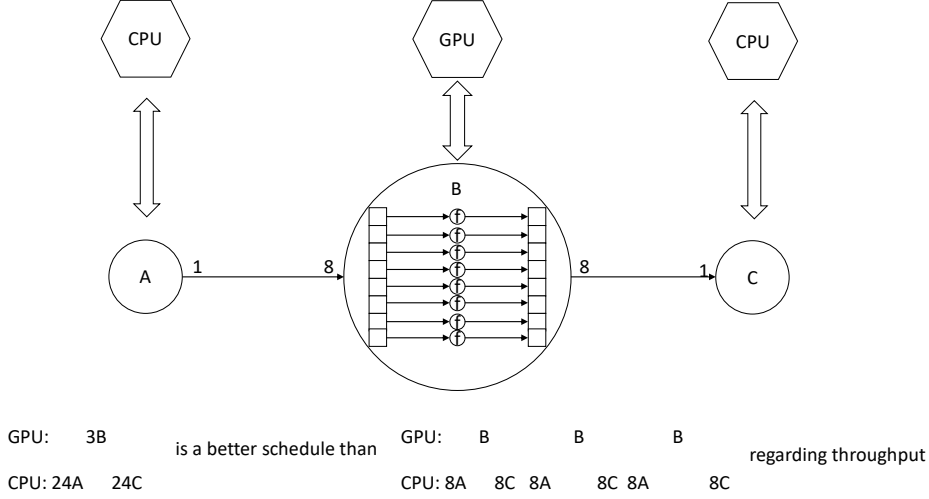 CPU
GPU
CPU
B
f
f
f
f
f
f
f
f
A
1
8
8
1
C
GPU: 3B
is a better schedule than
GPU: B B B
regarding throughput
CPU: 24A 24C
CPU: 8A 8C 8A 8C 8A 8C